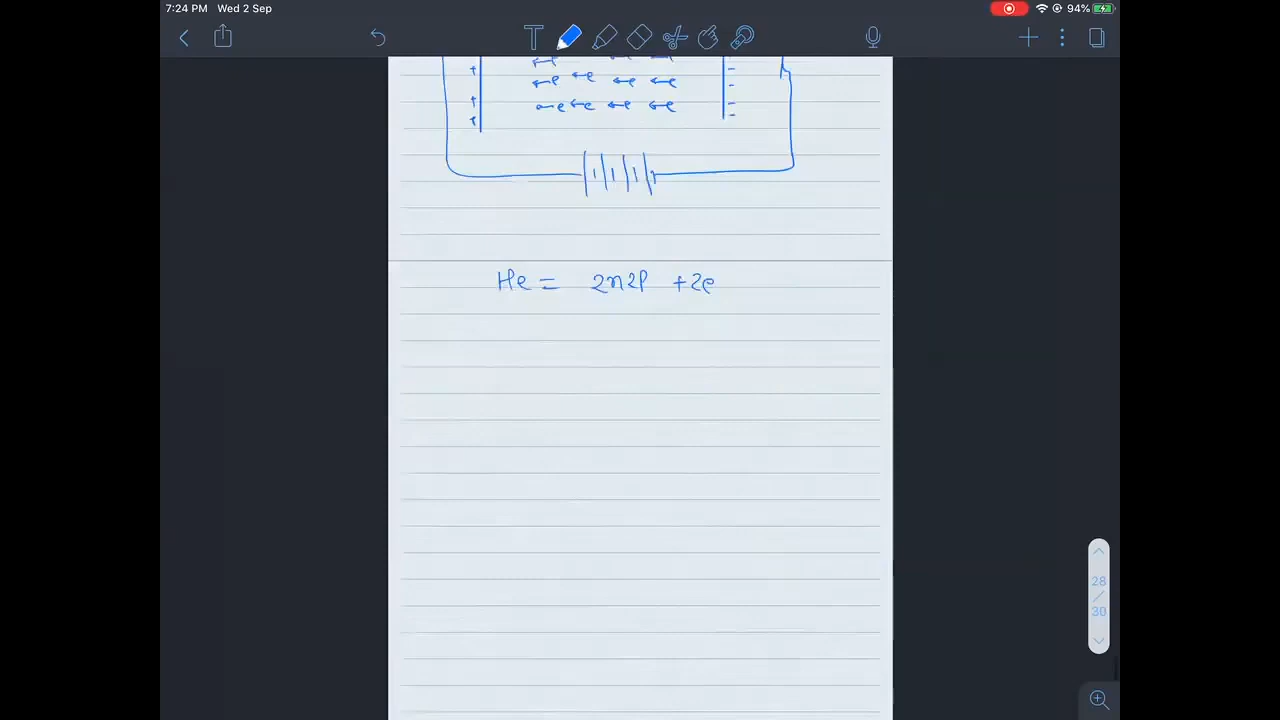 7:24 PM Wed 2 Sep 94%
T
+ - 
e e e e -
+ e e e e -
+ -
He = 2n2P +2e
28
30